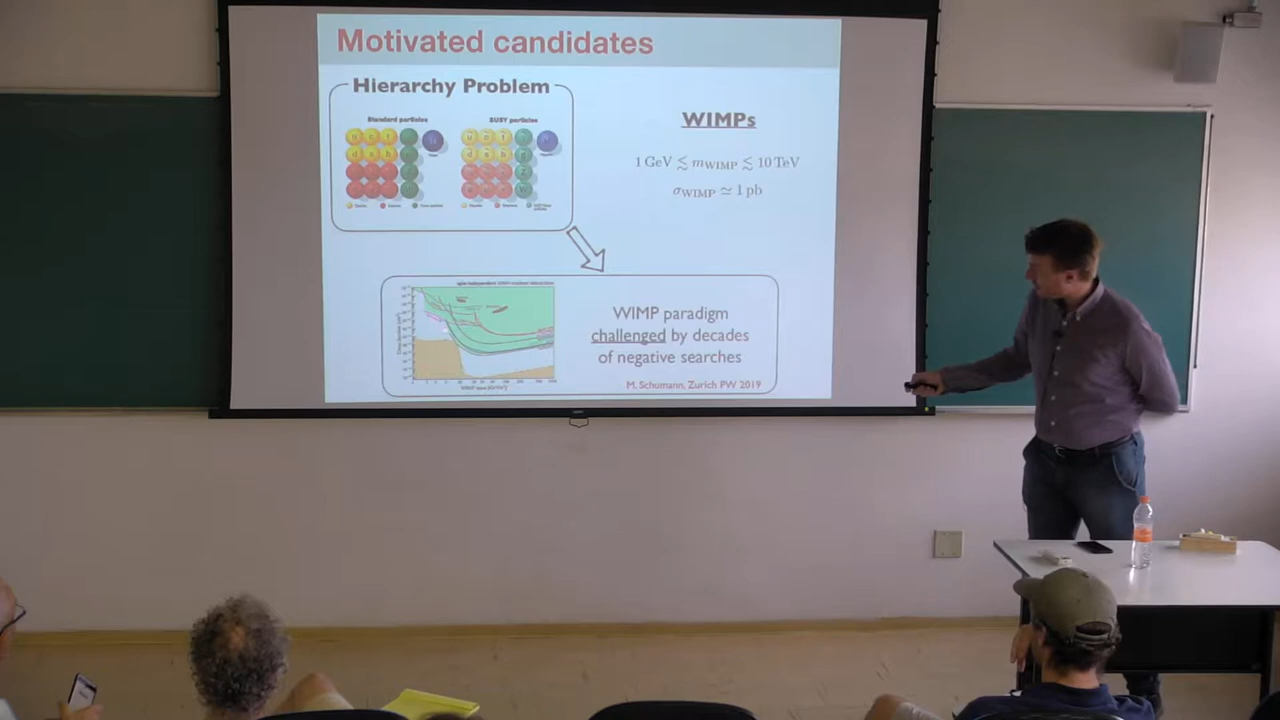 Motivated candidates
Hierarchy Problem
Standard particles
SUSY particles
WIMPs
1 GeV ≲ m_WIMP ≲ 10 TeV
σ_WIMP ≃ 1 pb
WIMP paradigm
challenged by decades
of negative searches
M. Schumann, Zurich PW 2019